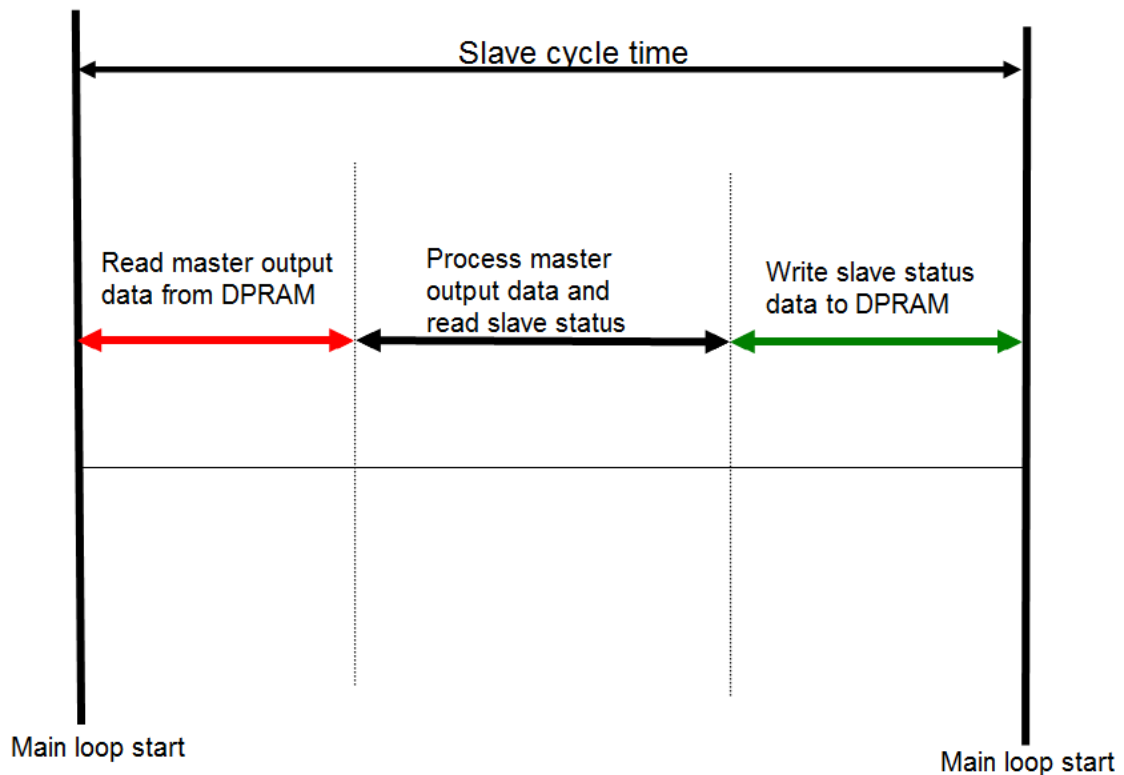 Slave cycle time
Read master output
data from DPRAM
Process master
output data and
read slave status
Write slave status
data to DPRAM
Main loop start
Main loop start